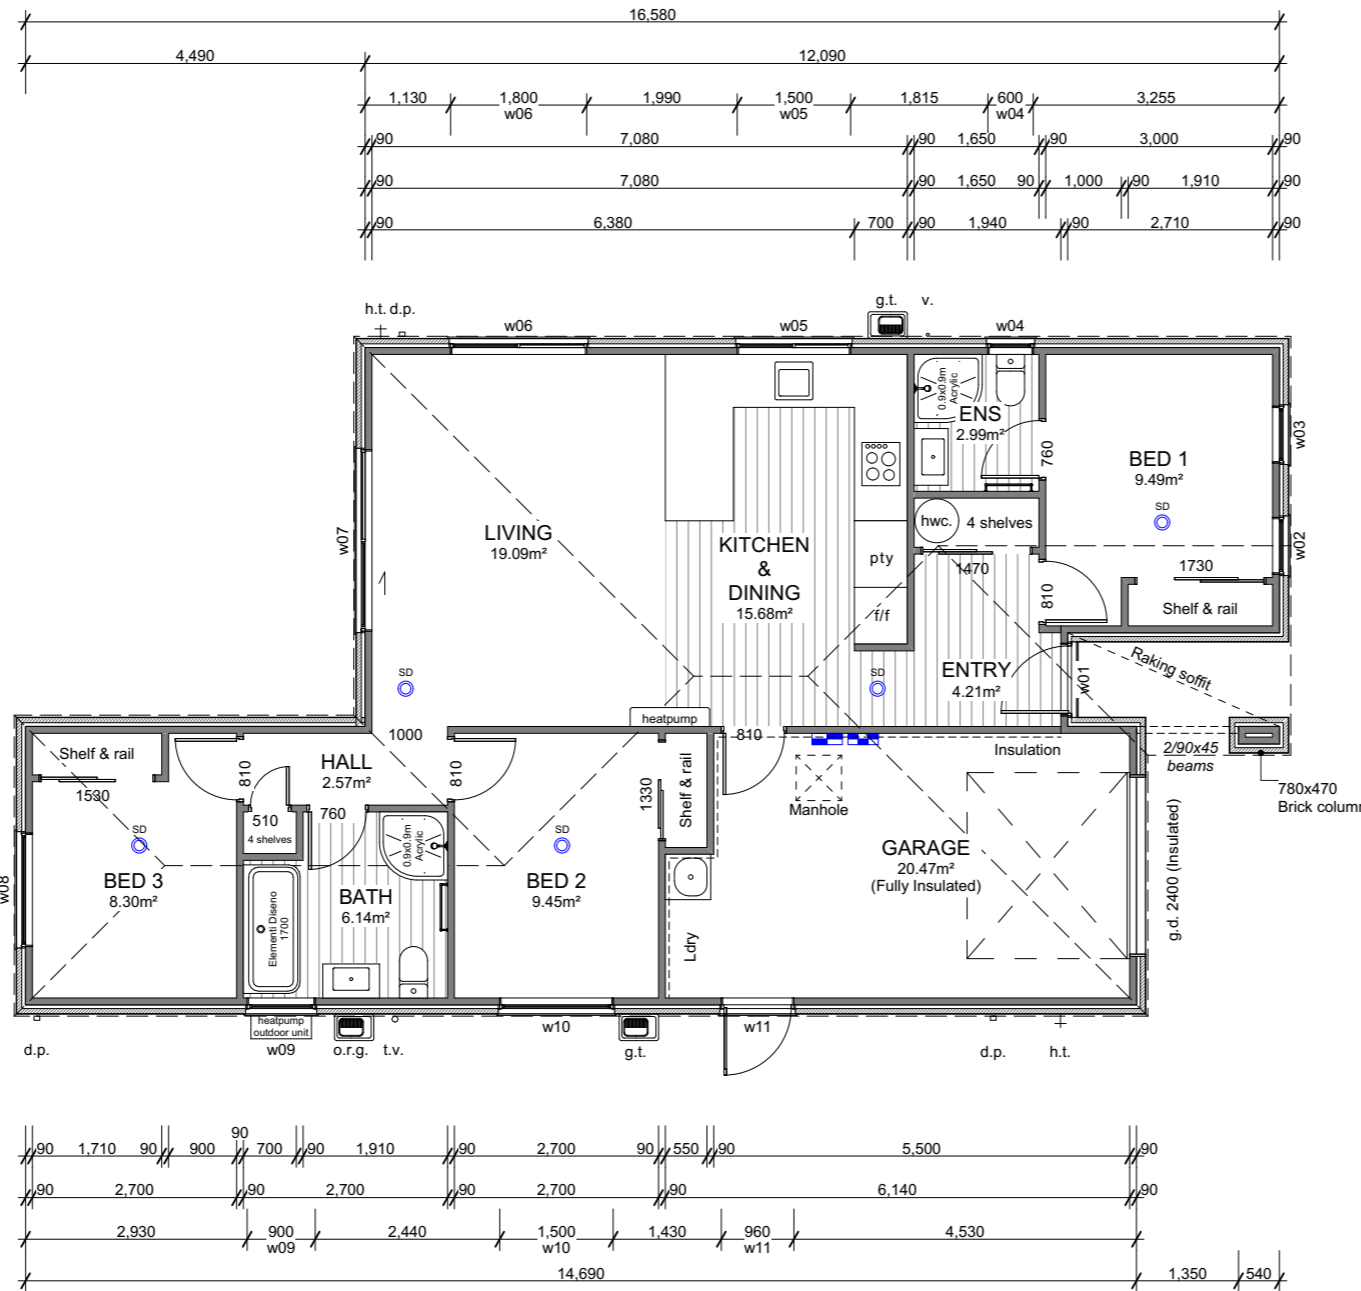 16,580
4,490 12,090
1,130 1,800 1,990 1,500 1,815 600 3,255
w06 w05 w04
90 7,080 90 1,650 90 3,000 90
90 7,080 90 1,650 90 1,000 90 1,910 90
90 6,380 700 90 1,940 90 2,710 90
h.t. d.p. g.t. v.
w06 w05 w04
0.9x0.9m
Acrylic
ENS
2.99m²
760
w03
BED 1
9.49m²
SD
w07
LIVING
19.09m²
KITCHEN
&
DINING
15.68m²
hwc. 4 shelves
pty
1470
w02
1730
810
Shelf & rail
f/f
Raking soffit
SD
SD
ENTRY
4.21m²
w01
heatpump
1000
810
Insulation
2/90x45
beams
Shelf & rail
HALL
2.57m²
810
810
1530
1330
Shelf & rail
Manhole
780x470
Brick column
510
4 shelves
760
SD
0.9x0.9m
Acrylic
SD
GARAGE
20.47m²
(Fully Insulated)
g.d. 2400 (Insulated)
w08
BED 3
8.30m²
Elementi Diseno
1700
BATH
6.14m²
BED 2
9.45m²
Ldry
heatpump
outdoor unit
w10 w11
d.p. w09 o.r.g. t.v. g.t. d.p. h.t.
90
90 1,710 90 900 700 90 1,910 90 2,700 90 550 90 5,500 90
90 2,700 90 2,700 90 2,700 90 6,140 90
2,930 900 2,440 1,500 1,430 960 4,530
w09 w10 w11
14,690 1,350 540